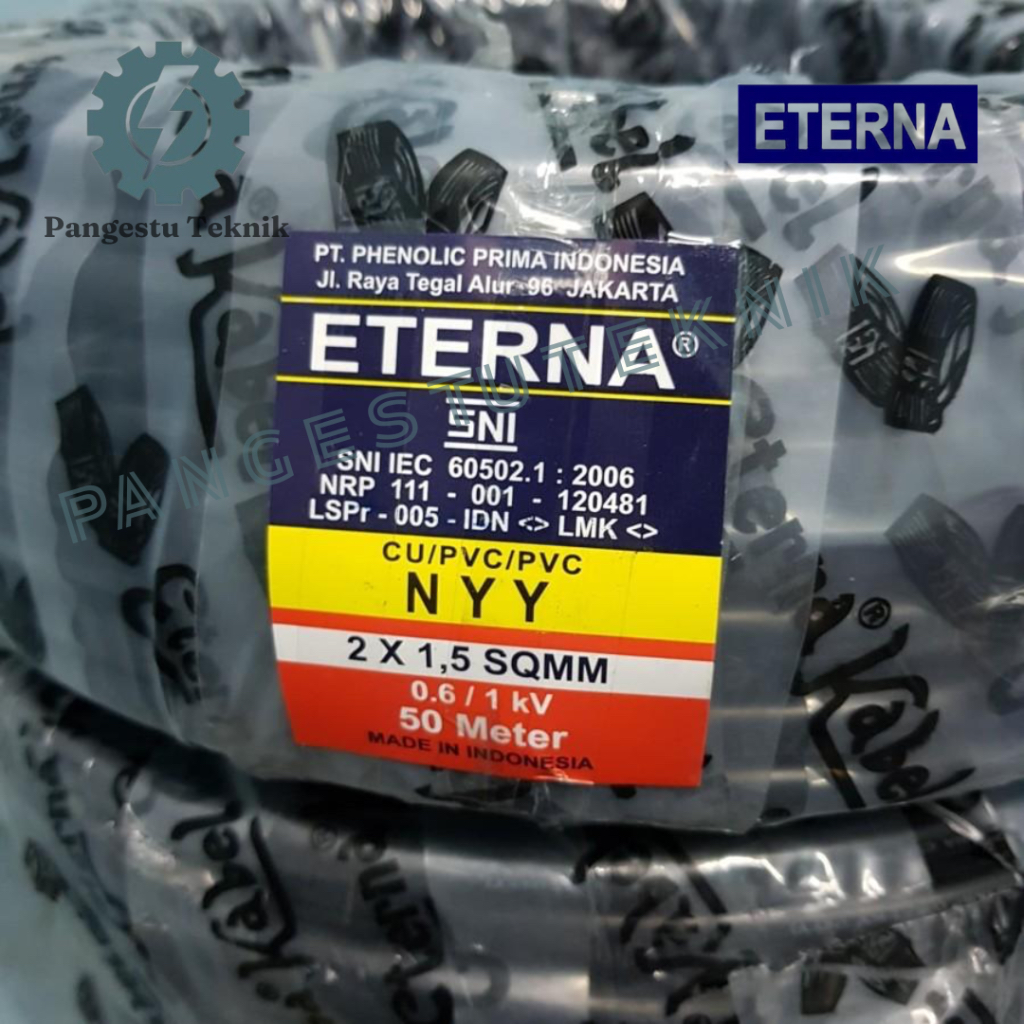 Pangestu Teknik
ETERNA
PT. PHENOLIC PRIMA INDONESIA
Jl. Raya Tegal Alur 96 JAKARTA
ETERNA®
SNI
SNI IEC 60502.1 : 2006
NRP 111 - 001 - 120481
LSPr - 005 - IDN <> LMK <>
CU/PVC/PVC
NYY
2 X 1,5 SQMM
0.6 / 1 kV
50 Meter
MADE IN INDONESIA
PANGESTU TEKNIK
® Kabel
Kabel